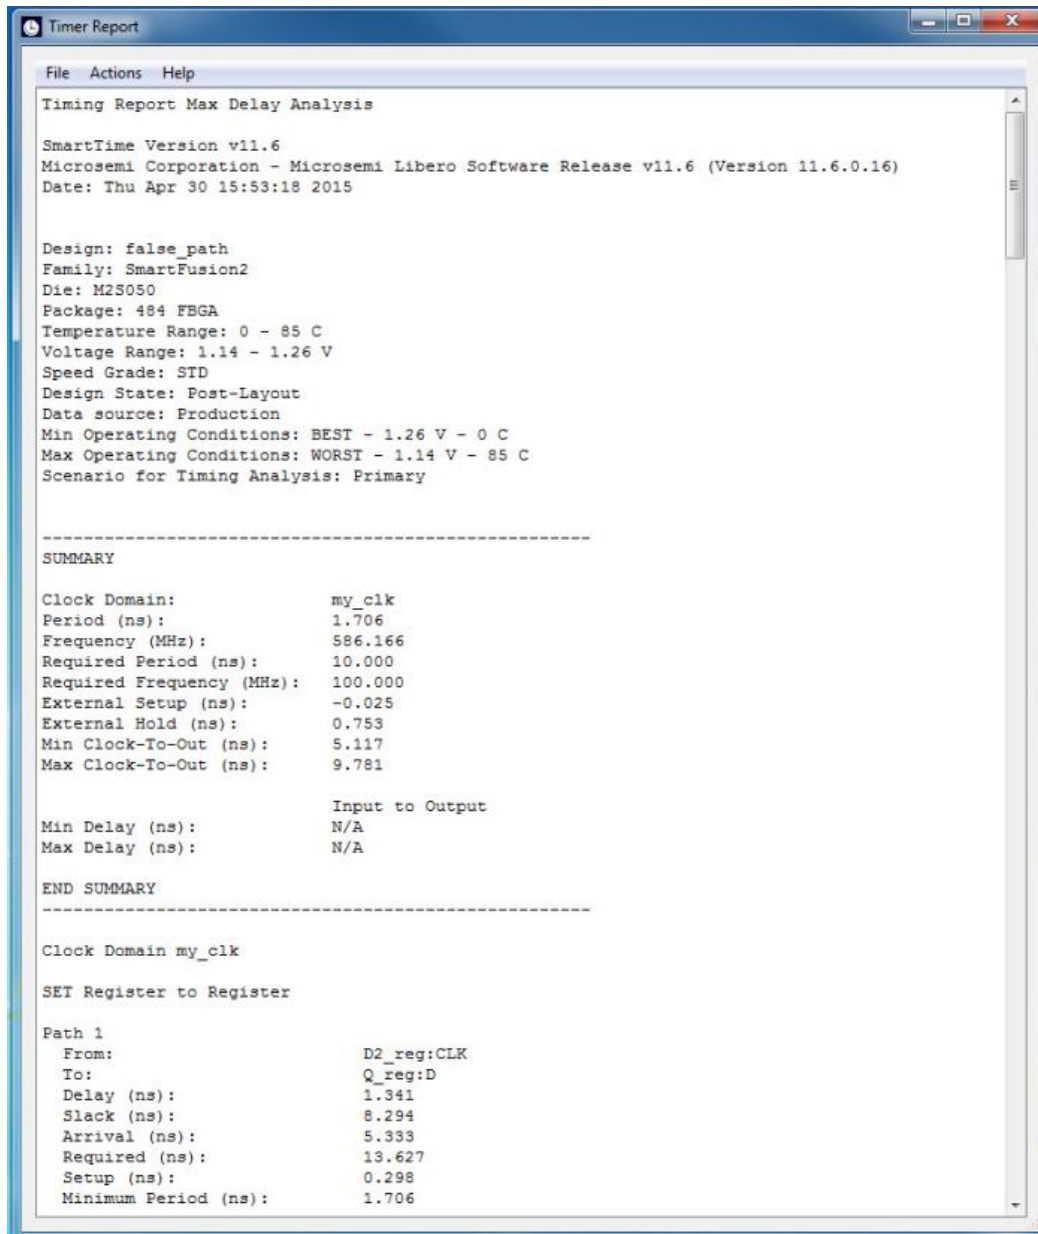 Timer Report
File Actions Help
Timing Report Max Delay Analysis
SmartTime Version v11.6
Microsemi Corporation - Microsemi Libero Software Release v11.6 (Version 11.6.0.16)
Date: Thu Apr 30 15:53:18 2015
Design: false_path
Family: SmartFusion2
Die: M2S050
Package: 484 FBGA
Temperature Range: 0 - 85 C
Voltage Range: 1.14 - 1.26 V
Speed Grade: STD
Design State: Post-Layout
Data source: Production
Min Operating Conditions: BEST - 1.26 V - 0 C
Max Operating Conditions: WORST - 1.14 V - 85 C
Scenario for Timing Analysis: Primary
-----------------------------------------------------
SUMMARY
Clock Domain: my_clk
Period (ns): 1.706
Frequency (MHz): 586.166
Required Period (ns): 10.000
Required Frequency (MHz): 100.000
External Setup (ns): -0.025
External Hold (ns): 0.753
Min Clock-To-Out (ns): 5.117
Max Clock-To-Out (ns): 9.781
Input to Output
Min Delay (ns): N/A
Max Delay (ns): N/A
END SUMMARY
-----------------------------------------------------
Clock Domain my_clk
SET Register to Register
Path 1
From: D2_reg:CLK
To: Q_reg:D
Delay (ns): 1.341
Slack (ns): 8.294
Arrival (ns): 5.333
Required (ns): 13.627
Setup (ns): 0.298
Minimum Period (ns): 1.706